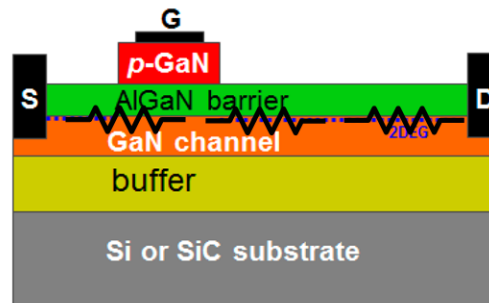 G
p-GaN
S
AlGaN barrier
D
2DEG
GaN channel
buffer
Si or SiC substrate